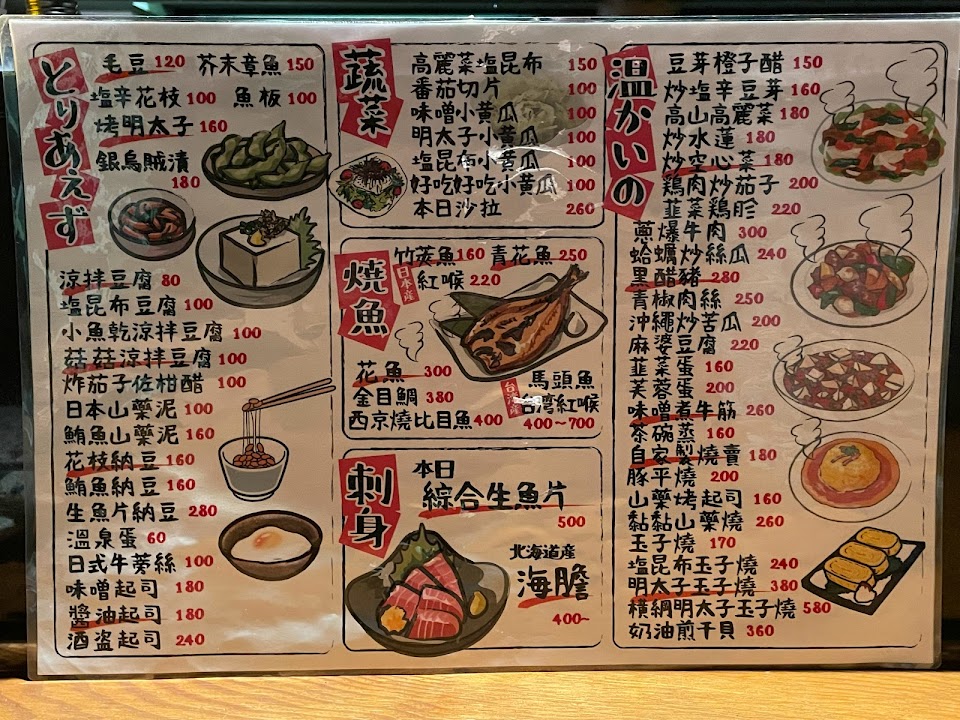 とりあえず
毛豆 120 芥末章魚 150
塩辛花枝 100 魚板 100
烤明太子 160
銀烏賊漬
180
涼拌豆腐 80
塩昆布豆腐 100
小魚乾涼拌豆腐 100
菇菇涼拌豆腐 100
炸茄子佐柑醋 100
日本山藥泥 100
鮪魚山藥泥 160
花枝納豆 160
鮪魚納豆 160
生魚片納豆 280
溫泉蛋 60
日式牛蒡絲 100
味噌起司 180
醬油起司 180
酒盜起司 240
蔬菜
高麗菜塩昆布 150
番茄切片 100
味噌小黃瓜 100
明太子小黃瓜 100
塩昆布小黃瓜 100
好吃好吃小黃瓜 100
本日沙拉 260
燒魚
竹莢魚 160 青花魚 250
日本産
紅喉 220
花魚 300
金目鯛 380
西京燒比目魚 400
台湾産
馬頭魚
台湾紅喉
400~700
刺身
本日
綜合生魚片
500
北海道産
海膽
400~
温かいの
豆芽橙子醋 150
炒塩辛豆芽 160
高山高麗菜 180
炒水蓮 180
炒空心菜 180
鶏肉炒茄子 200
韮菜鶏胗 220
蔥爆牛肉 300
蛤蠣炒絲瓜 240
黑醋豬 280
青椒肉絲 250
沖繩炒苦瓜 200
麻婆豆腐 220
韮菜蛋 160
芙蓉蛋 200
味噌煮牛筋 260
茶碗蒸 160
自家製燒賣 180
豚平燒 200
山藥烤起司 160
黏黏山藥燒 260
玉子燒 170
塩昆布玉子燒 240
明太子玉子燒 380
横綱明太子玉子燒 580
奶油煎干貝 360